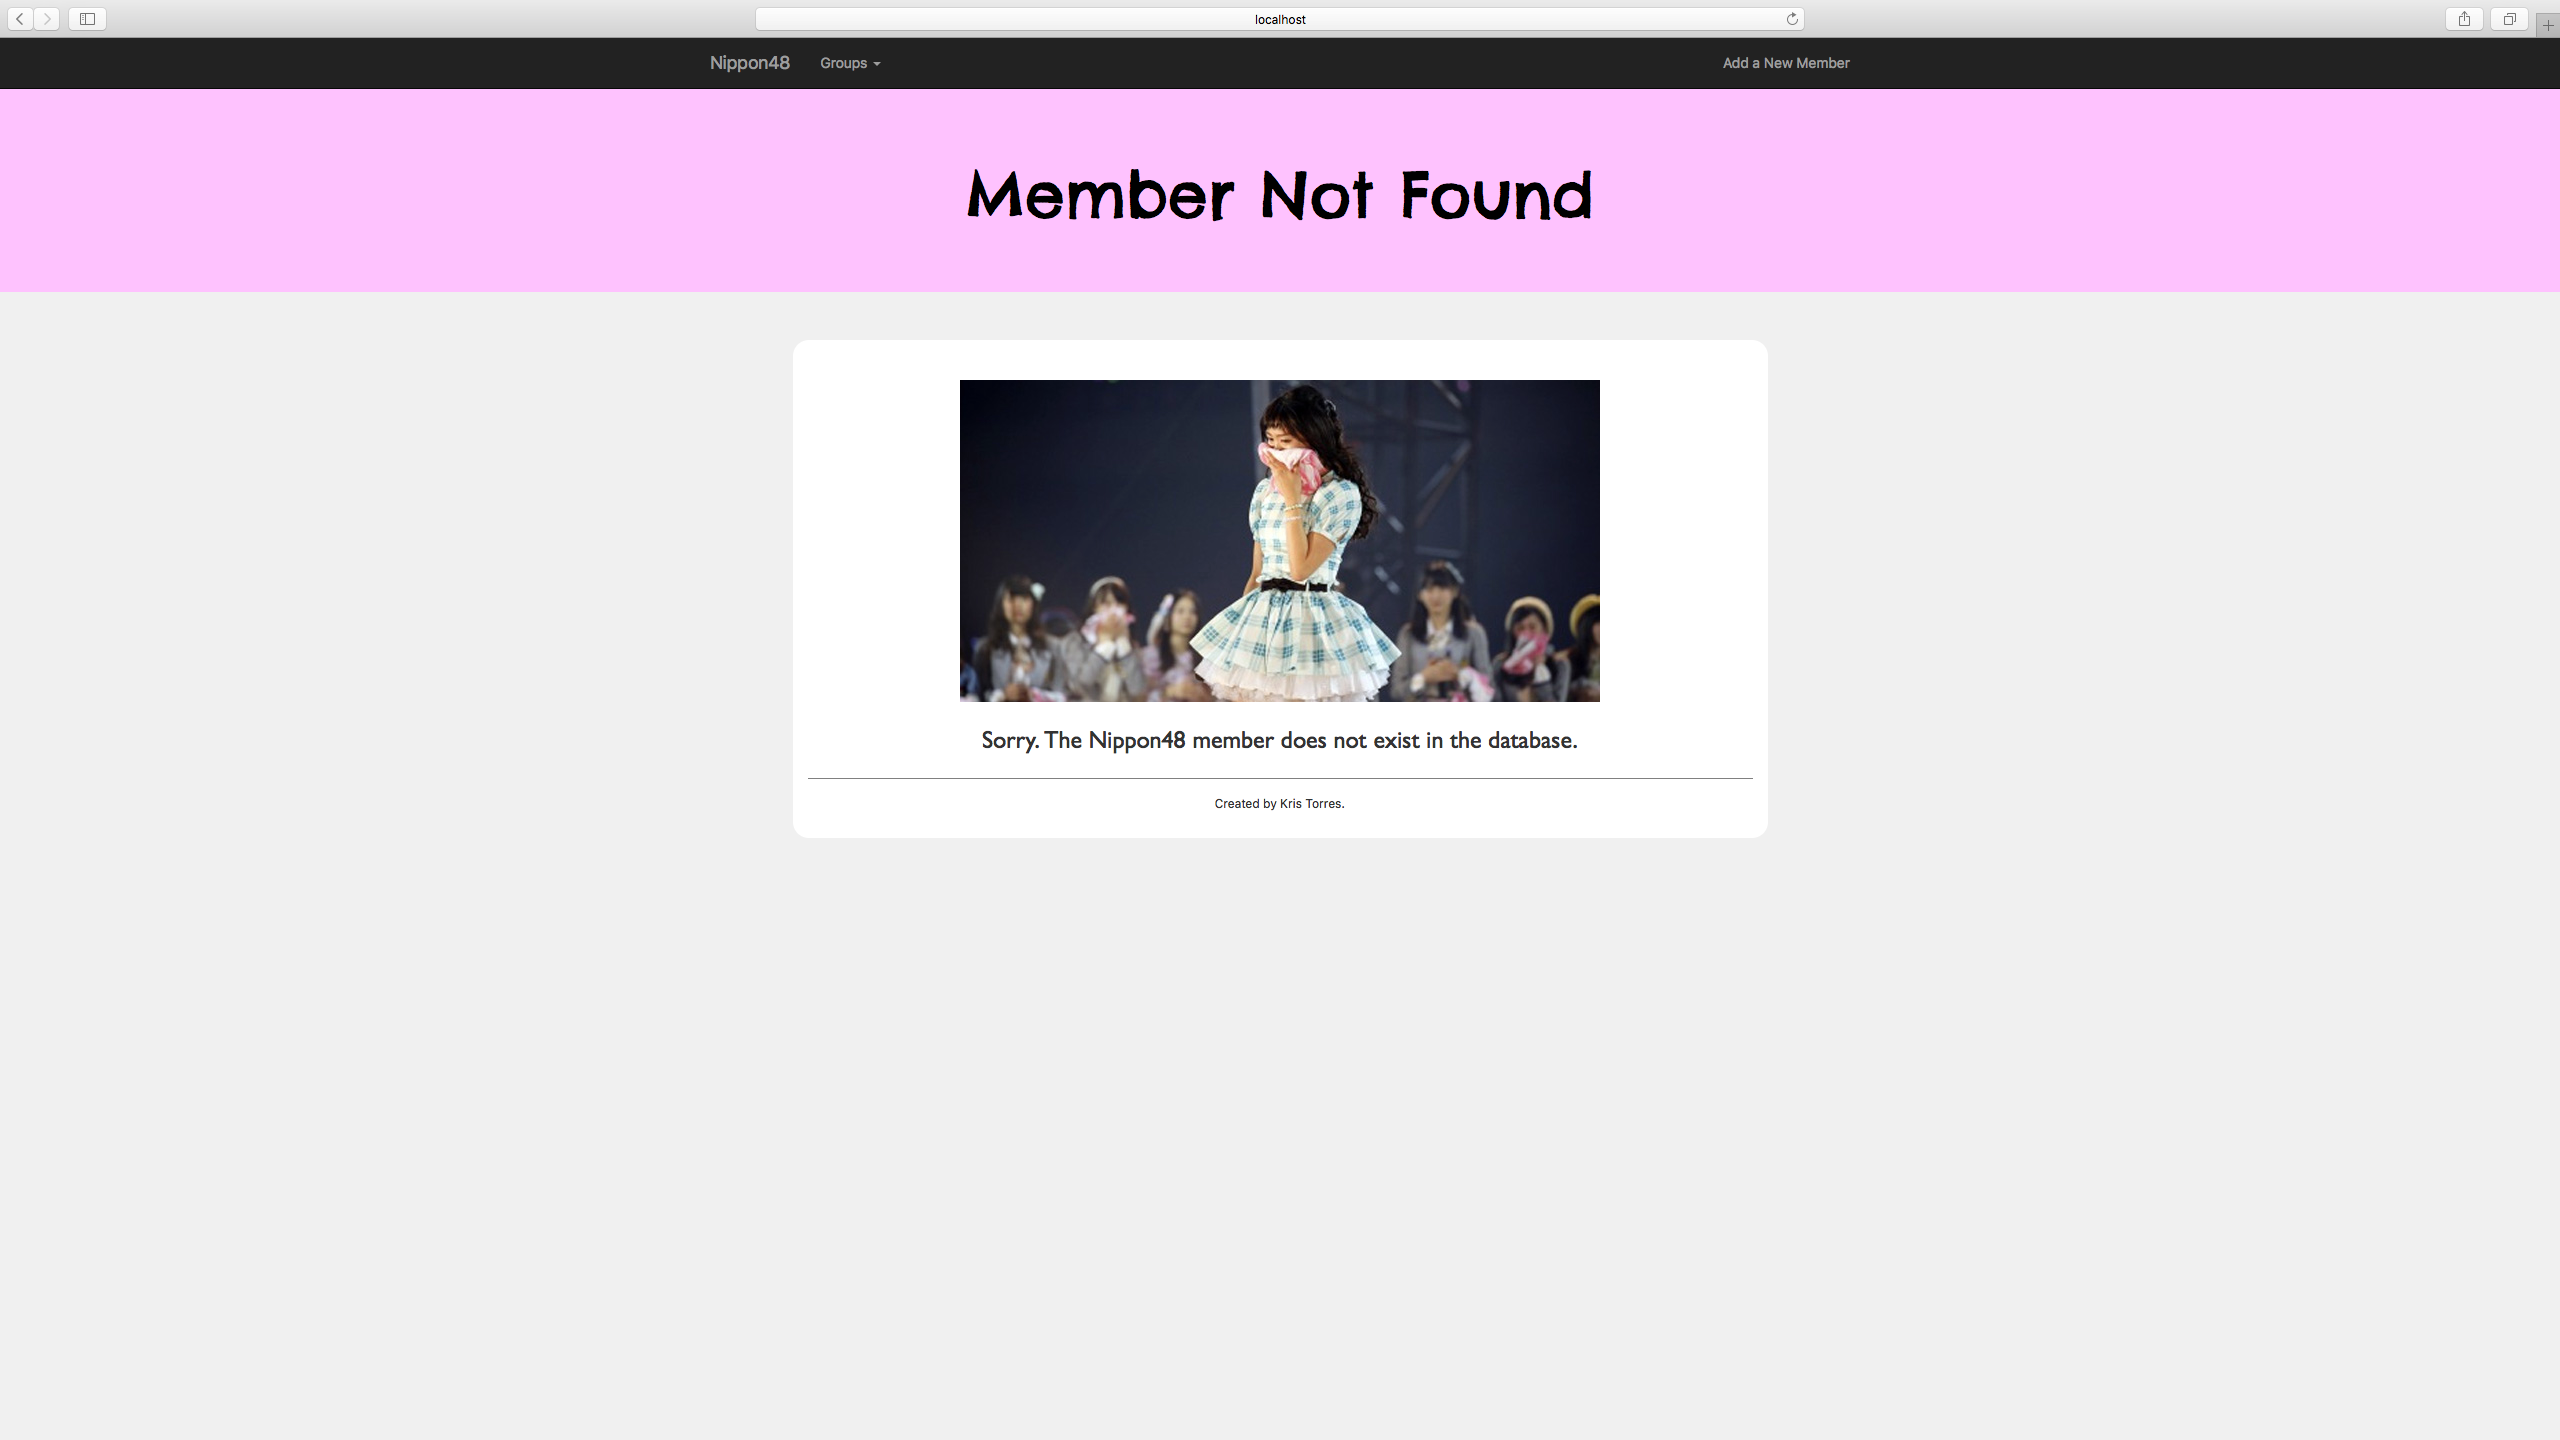 localhost
Nippon48 Groups Add a New Member
Member Not Found
Sorry. The Nippon48 member does not exist in the database.
Created by Kris Torres.